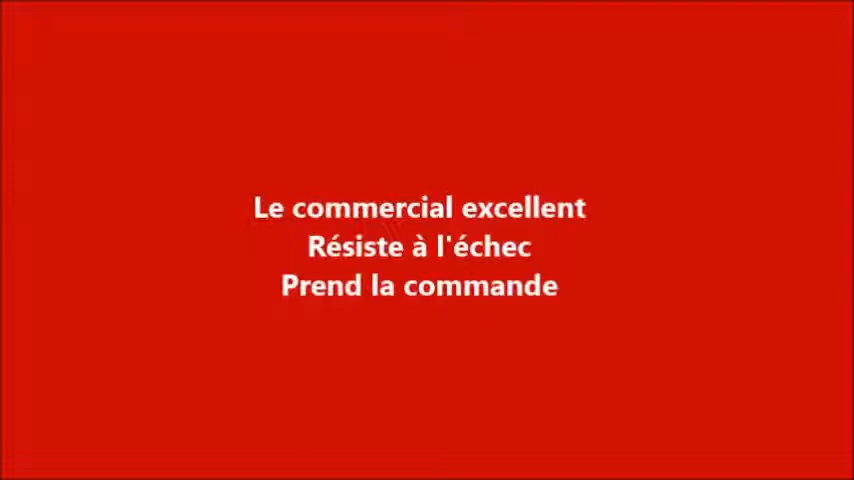 Le commercial excellent
Résiste à l'échec
Prend la commande